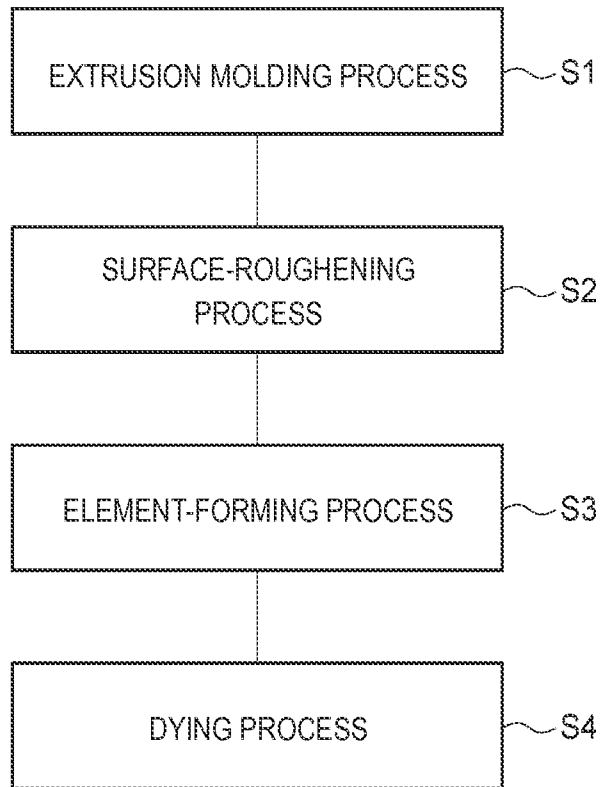 EXTRUSION MOLDING PROCESS
S1
SURFACE-ROUGHENING
PROCESS
S2
ELEMENT-FORMING PROCESS
S3
DYING PROCESS
S4